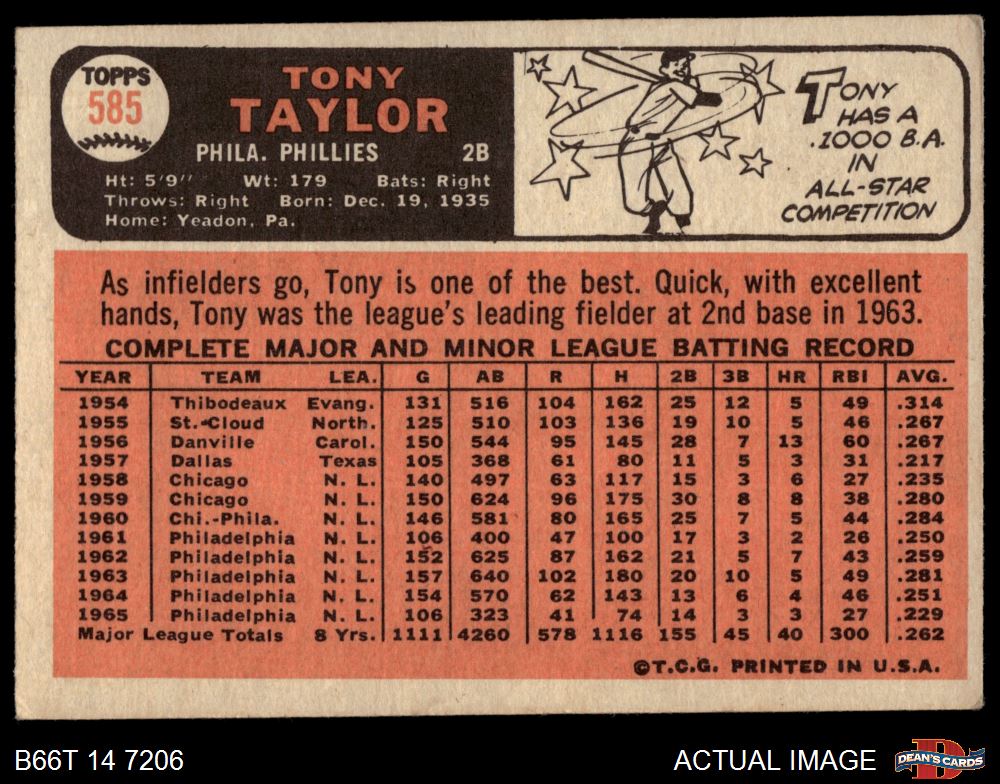 TOPPS
585
TONY
TAYLOR
PHILA. PHILLIES 2B
Ht: 5'9" Wt: 179 Bats: Right
Throws: Right Born: Dec. 19, 1935
Home: Yeadon, Pa.
TONY
HAS A
.1000 B.A.
IN
ALL-STAR
COMPETITION
As infielders go, Tony is one of the best. Quick, with excellent
hands, Tony was the league's leading fielder at 2nd base in 1963.
COMPLETE MAJOR AND MINOR LEAGUE BATTING RECORD
YEAR TEAM LEA. G AB R H 2B 3B HR RBI AVG.
1954 Thibodeaux Evang. 131 516 104 162 25 12 5 49 .314
1955 St.-Cloud North. 125 510 103 136 19 10 5 46 .267
1956 Danville Carol. 150 544 95 145 28 7 13 60 .267
1957 Dallas Texas 105 368 61 80 11 5 3 31 .217
1958 Chicago N. L. 140 497 63 117 15 3 6 27 .235
1959 Chicago N. L. 150 624 96 175 30 8 8 38 .280
1960 Chi.-Phila. N. L. 146 581 80 165 25 7 5 44 .284
1961 Philadelphia N. L. 106 400 47 100 17 3 2 26 .250
1962 Philadelphia N. L. 152 625 87 162 21 5 7 43 .259
1963 Philadelphia N. L. 157 640 102 180 20 10 5 49 .281
1964 Philadelphia N. L. 154 570 62 143 13 6 4 46 .251
1965 Philadelphia N. L. 106 323 41 74 14 3 3 27 .229
Major League Totals 8 Yrs. 1111 4260 578 1116 155 45 40 300 .262
©T.C.G. PRINTED IN U.S.A.
B66T 14 7206 ACTUAL IMAGE
D
DEAN'S CARDS